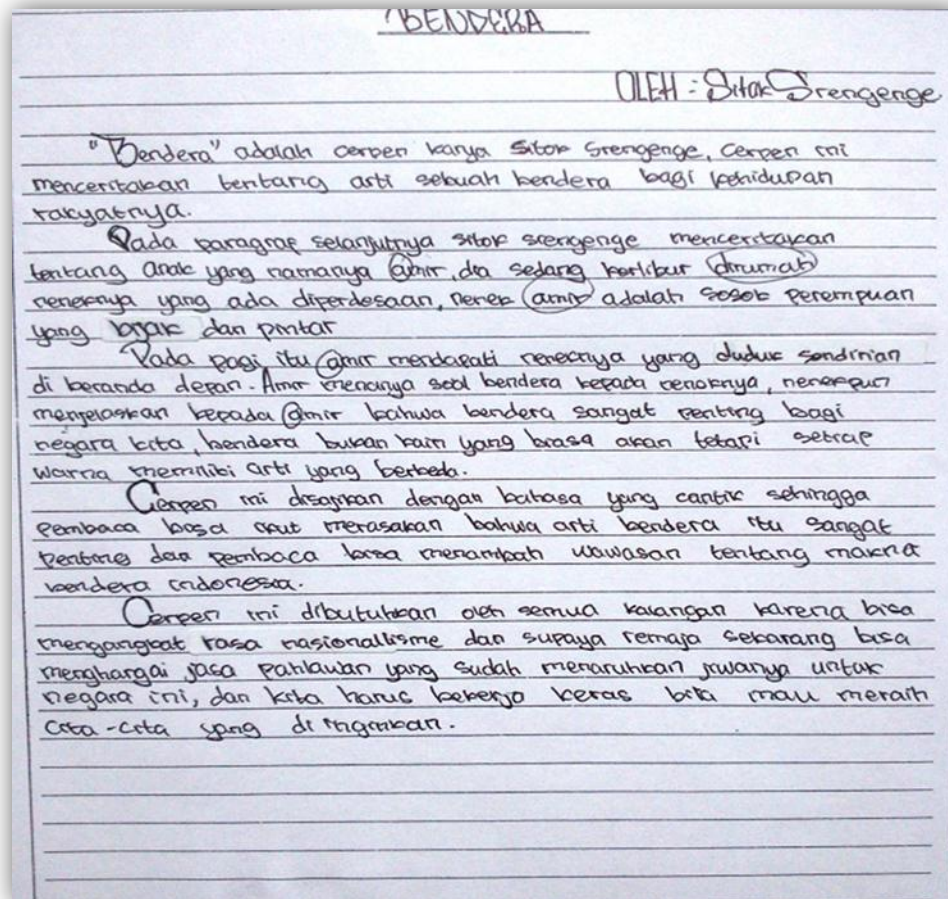 BENDERA
OLEH : Sitok Srengenge
"Bendera" adalah cerpen karya Sitok Srengenge, Cerpen ini
menceritakan tentang arti sebuah bendera bagi kehidupan
rakyatnya.
Pada paragrap selanjutnya sitok srengenge menceritakan
tentang anak yang namanya amir, dia sedang berlibur dirumah
neneknya yang ada diperdesaan, nenek amir adalah sosok perempuan
yang bijak dan pintar
Pada pagi itu amir mendapati neneknya yang duduk sendirian
di beranda depan. Amir menanya soal bendera kepada neneknya, nenekpun
menjelaskan kepada amir bahwa bendera sangat penting bagi
negara kita, bendera bukan kain yang biasa akan tetapi setiap
warna memiliki arti yang berbeda.
Cerpen ini disajikan dengan bahasa yang cantik sehingga
pembaca bisa ikut merasakan bahwa arti bendera itu sangat
penting dan pembaca bisa menambah wawasan tentang makna
bendera indonesia.
Cerpen ini dibutuhkan oleh semua kalangan karena bisa
mengangkat rasa nasionallisme dan supaya remaja sekarang bisa
menghargai jasa pahlawan yang sudah menaruhkan jiwanya untuk
negara ini, dan kita harus bekerja keras bila mau meraih
cita-cita yang di inginkan.